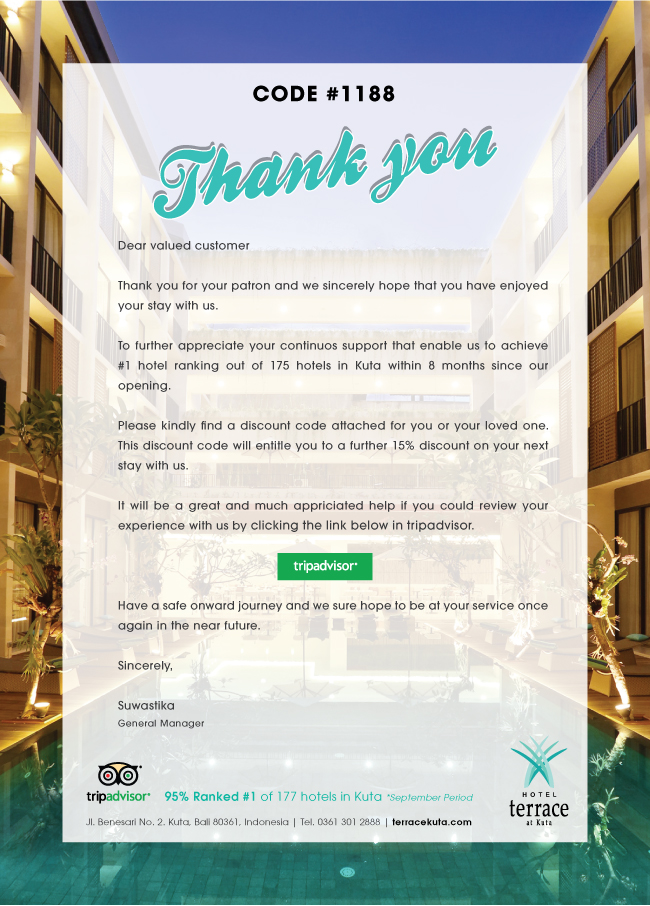 CODE #1188
Thank you
Dear valued customer
Thank you for your patron and we sincerely hope that you have enjoyed
your stay with us.
To further appreciate your continuos support that enable us to achieve
#1 hotel ranking out of 175 hotels in Kuta within 8 months since our
opening.
Please kindly find a discount code attached for you or your loved one.
This discount code will entitle you to a further 15% discount on your next
stay with us.
It will be a great and much appriciated help if you could review your
experience with us by clicking the link below in tripadvisor.
tripadvisor®
Have a safe onward journey and we sure hope to be at your service once
again in the near future.
Sincerely,
Suwastika
General Manager
tripadvisor®
95% Ranked #1 of 177 hotels in Kuta *September Period
Jl. Benesari No. 2, Kuta, Bali 80361, Indonesia | Tel. 0361 301 2888 | terracekuta.com
HOTEL
terrace
at Kuta